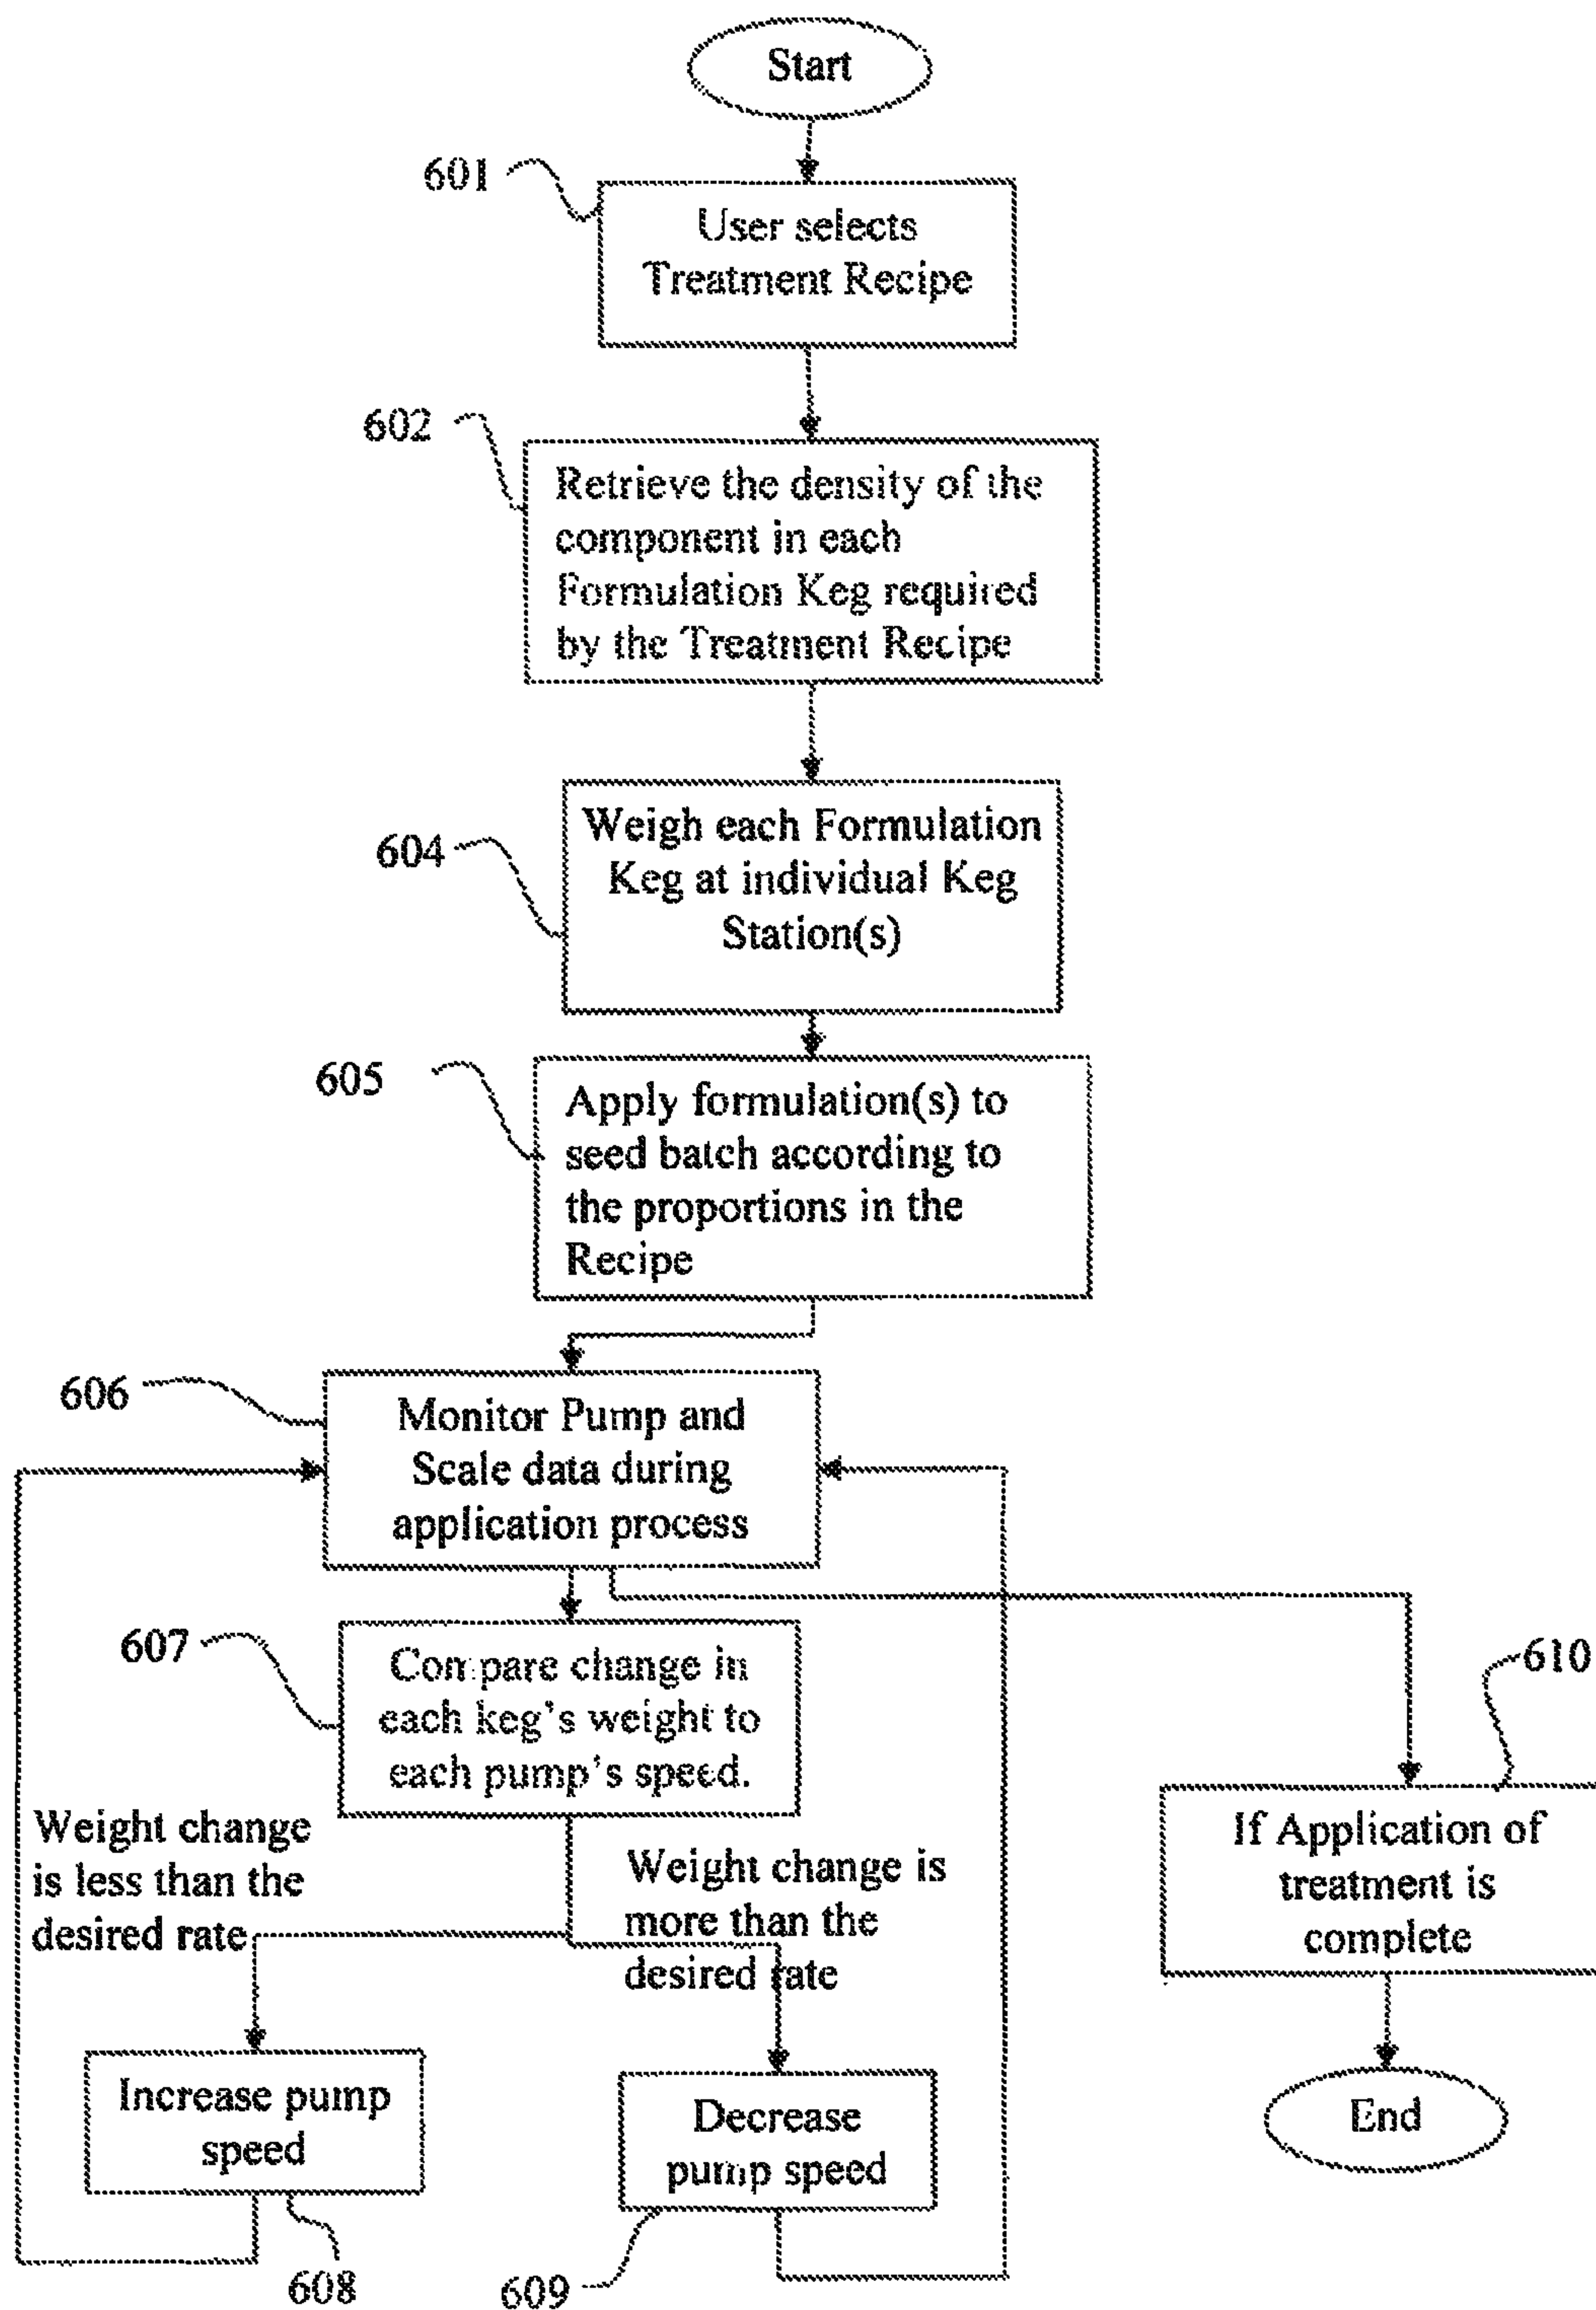 Start
601
User selects
Treatment Recipe
602
Retrieve the density of the
component in each
Formulation Keg required
by the Treatment Recipe
604
Weigh each Formulation
Keg at individual Keg
Station(s)
605
Apply formulation(s) to
seed batch according to
the proportions in the
Recipe
606
Monitor Pump and
Scale data during
application process
607
Compare change in
each keg's weight to
each pump's speed.
610
If Application of
treatment is
complete
Weight change
is less than the
desired rate
Weight change is
more than the
desired rate
Increase pump
speed
Decrease
pump speed
End
608
609